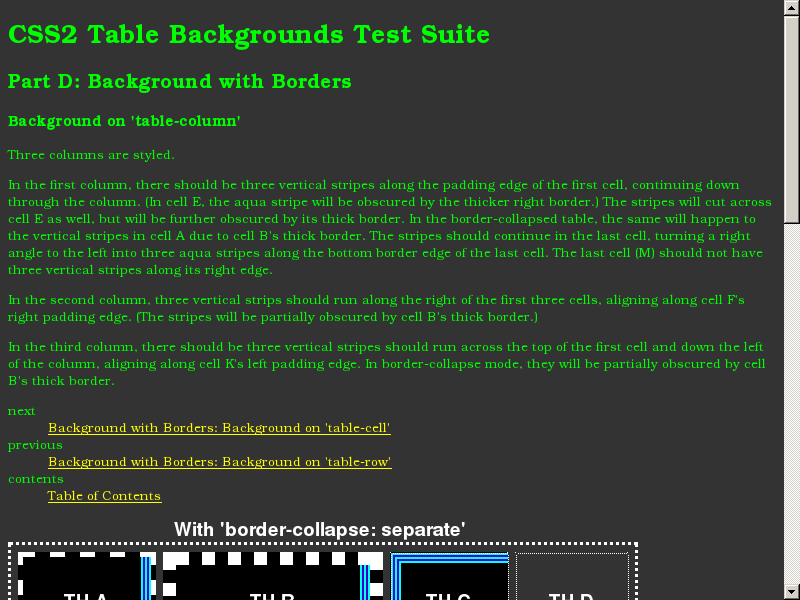 CSS2 Table Backgrounds Test Suite
Part D: Background with Borders
Background on 'table-column'
Three columns are styled.
In the first column, there should be three vertical stripes along the padding edge of the first cell, continuing down
through the column. (In cell E, the aqua stripe will be obscured by the thicker right border.) The stripes will cut across
cell E as well, but will be further obscured by its thick border. In the border-collapsed table, the same will happen to
the vertical stripes in cell A due to cell B's thick border. The stripes should continue in the last cell, turning a right
angle to the left into three aqua stripes along the bottom border edge of the last cell. The last cell (M) should not have
three vertical stripes along its right edge.
In the second column, three vertical strips should run along the right of the first three cells, aligning along cell F's
right padding edge. (The stripes will be partially obscured by cell B's thick border.)
In the third column, there should be three vertical stripes should run across the top of the first cell and down the left
of the column, aligning along cell K's left padding edge. In border-collapse mode, they will be partially obscured by cell
B's thick border.
next
Background with Borders: Background on 'table-cell'
previous
Background with Borders: Background on 'table-row'
contents
Table of Contents
With 'border-collapse: separate'
TH A TH B TH C TH D